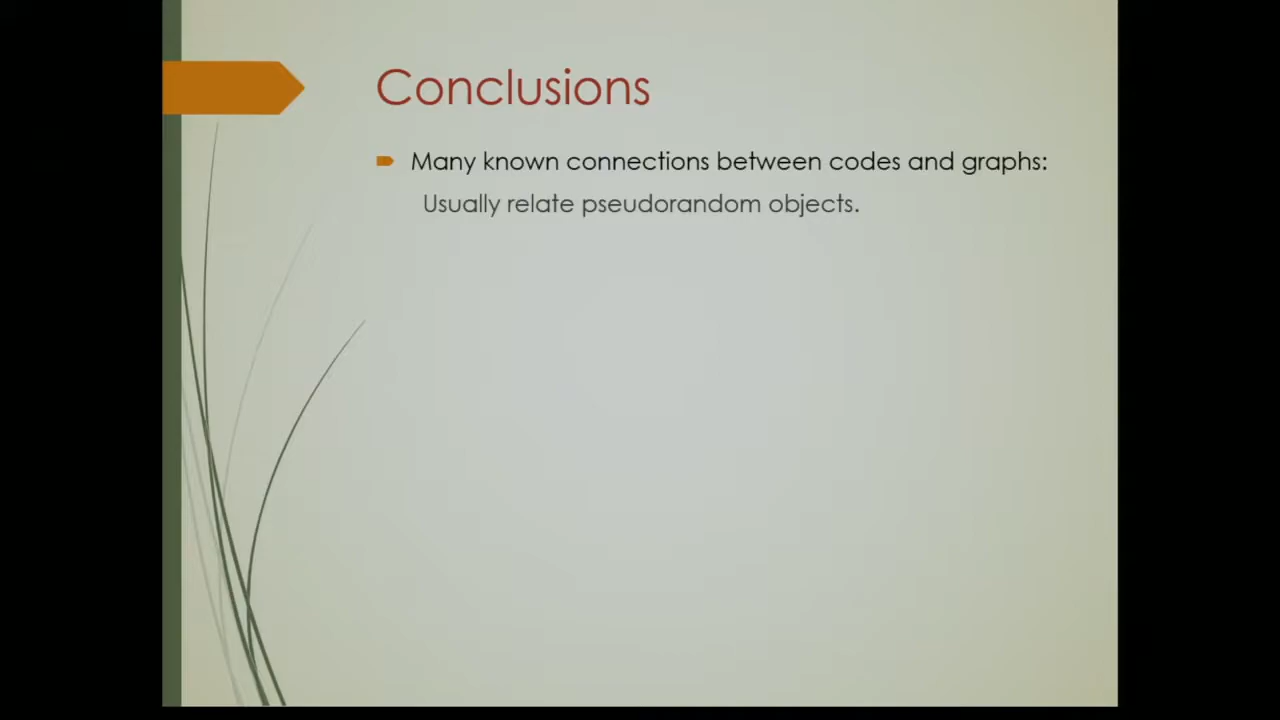 Conclusions
Many known connections between codes and graphs:
Usually relate pseudorandom objects.